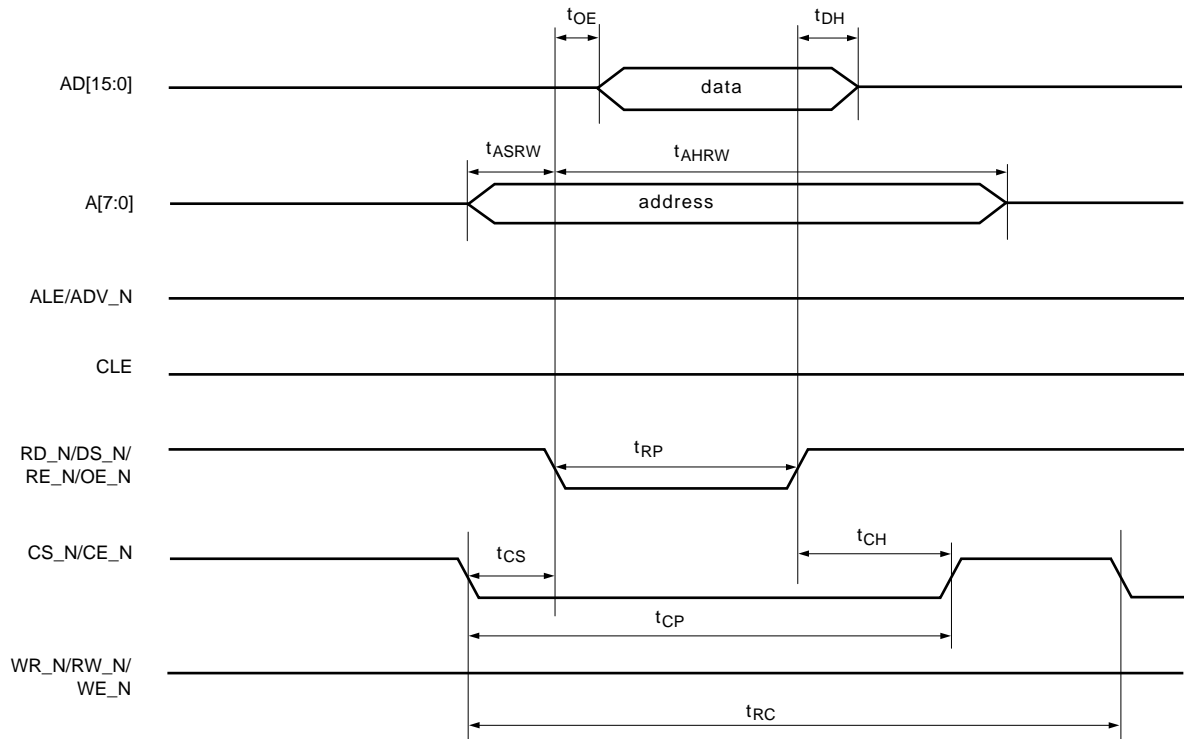 tOE
tDH
AD[15:0]
data
tASRW
tAHRW
A[7:0]
address
ALE/ADV_N
CLE
RD_N/DS_N/
RE_N/OE_N
tRP
CS_N/CE_N
tCS
tCH
tCP
WR_N/RW_N/
WE_N
tRC